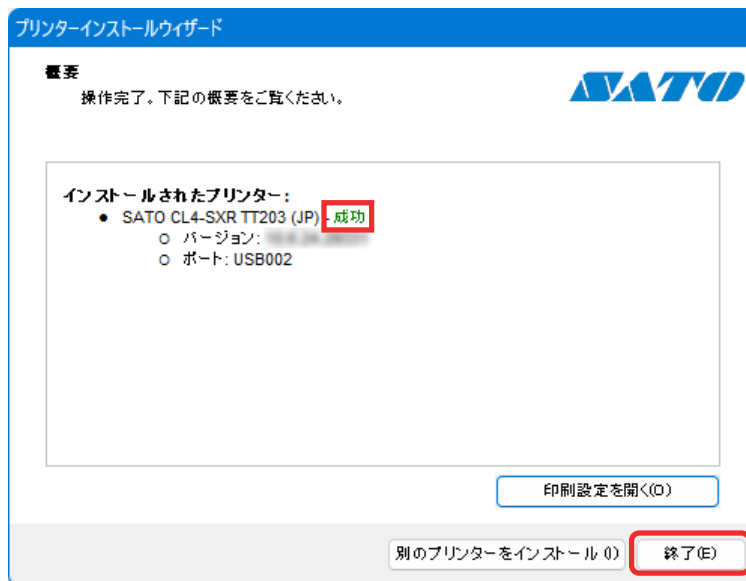 プリンターインストールウィザード
概要
操作完了。下記の概要をご覧ください。
SATO
インストールされたプリンター:
● SATO CL4-SXR TT203 (JP) - 成功
○ バージョン:
○ ポート: USB002
印刷設定を開く(O)
別のプリンターをインストール(I)
終了(E)